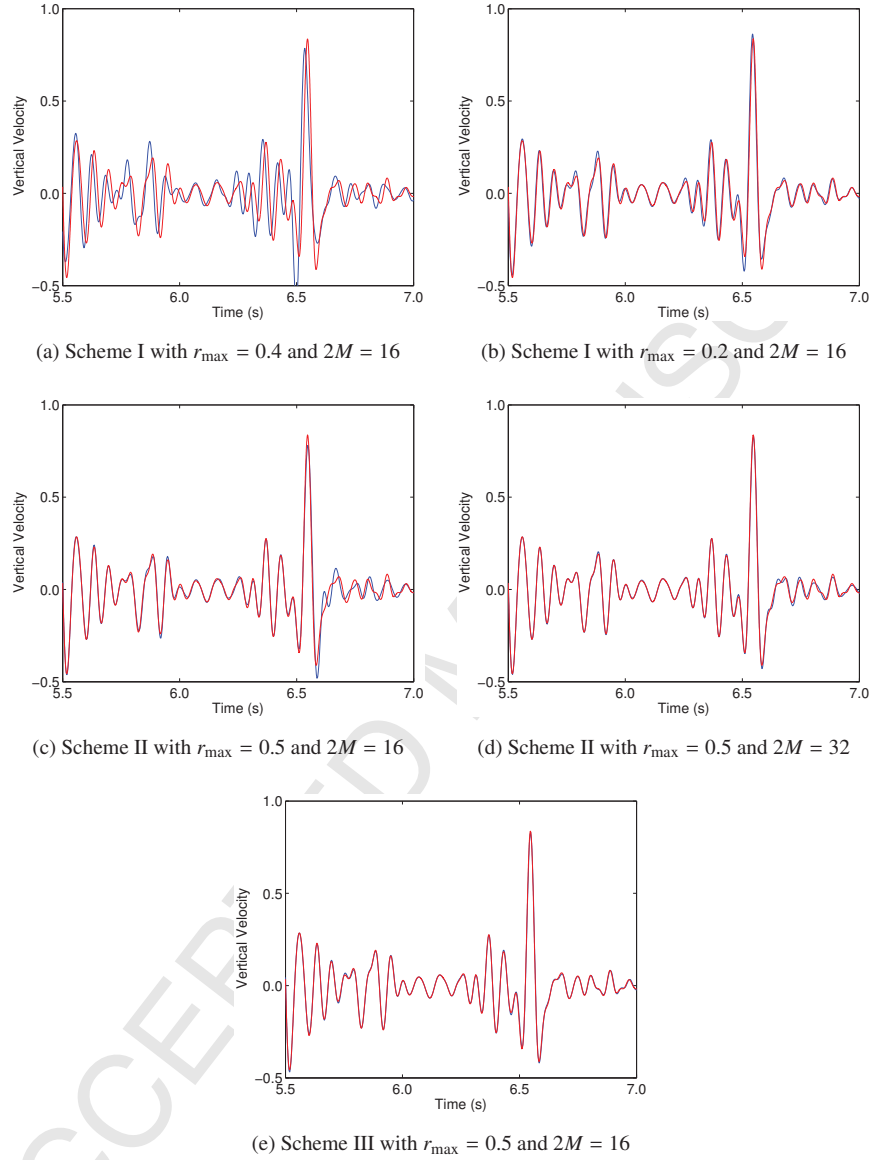 1.0
0.5
0.0
−0.5
Vertical Velocity
5.5 6.0 6.5 7.0
Time (s)
(a) Scheme I with rmax = 0.4 and 2M = 16
1.0
0.5
0.0
−0.5
Vertical Velocity
5.5 6.0 6.5 7.0
Time (s)
(b) Scheme I with rmax = 0.2 and 2M = 16
1.0
0.5
0.0
−0.5
Vertical Velocity
5.5 6.0 6.5 7.0
Time (s)
(c) Scheme II with rmax = 0.5 and 2M = 16
1.0
0.5
0.0
−0.5
Vertical Velocity
5.5 6.0 6.5 7.0
Time (s)
(d) Scheme II with rmax = 0.5 and 2M = 32
1.0
0.5
0.0
−0.5
Vertical Velocity
5.5 6.0 6.5 7.0
Time (s)
(e) Scheme III with rmax = 0.5 and 2M = 16